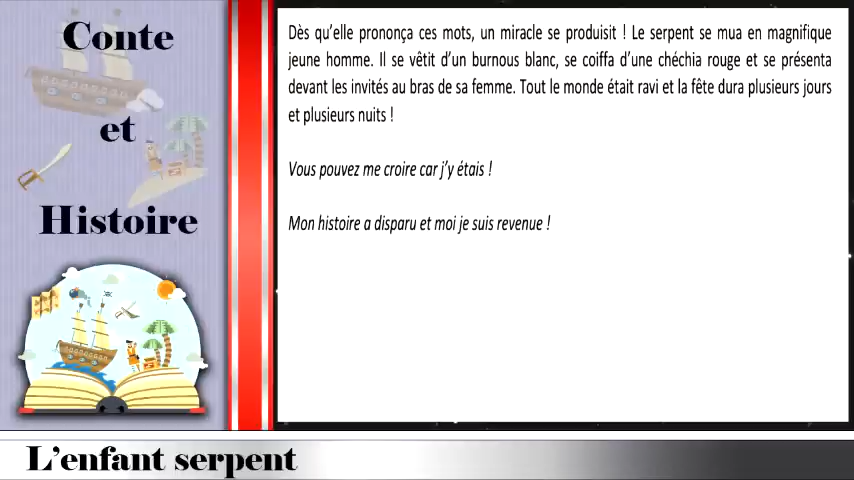 Conte
et
Histoire
Dès qu'elle prononça ces mots, un miracle se produisit ! Le serpent se mua en magnifique
jeune homme. Il se vêtit d'un burnous blanc, se coiffa d'une chéchia rouge et se présenta
devant les invités au bras de sa femme. Tout le monde était ravi et la fête dura plusieurs jours
et plusieurs nuits !
Vous pouvez me croire car j'y étais !
Mon histoire a disparu et moi je suis revenue !
L'enfant serpent